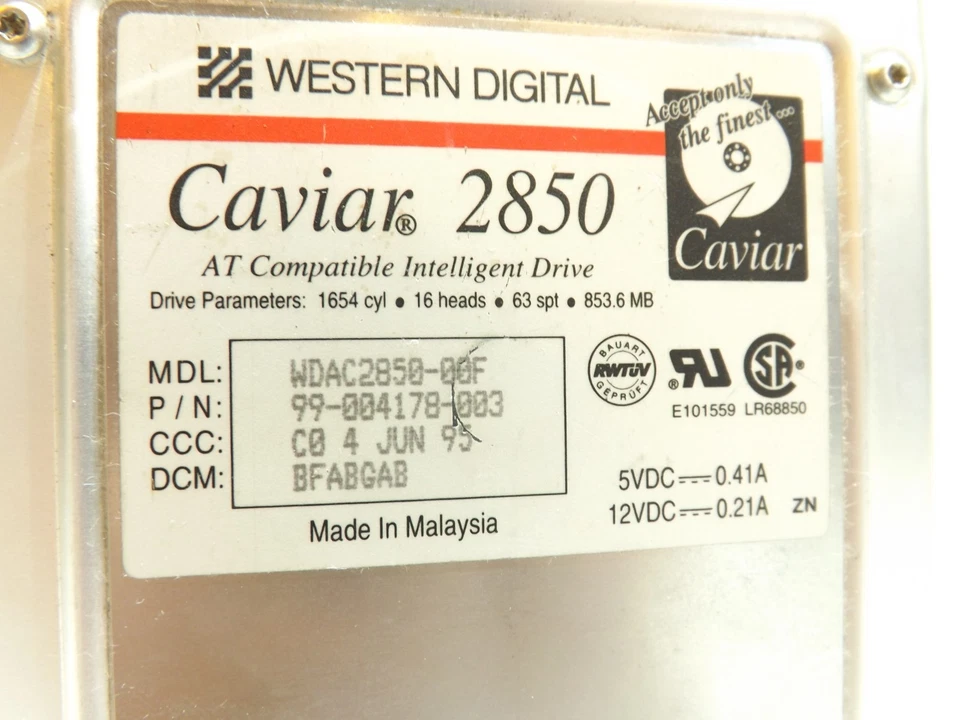 WESTERN DIGITAL
Accept only
the finest ...
Caviar® 2850
Caviar
AT Compatible Intelligent Drive
Drive Parameters: 1654 cyl • 16 heads • 63 spt • 853.6 MB
MDL: WDAC2850-00F
P/N: 99-004178-003
CCC: C0 4 JUN 95
DCM: BFABGAB
BAUART
RWTÜV
GEPRÜFT
® RU
SA®
E101559 LR68850
5VDC 0.41A
12VDC 0.21A ZN
Made In Malaysia